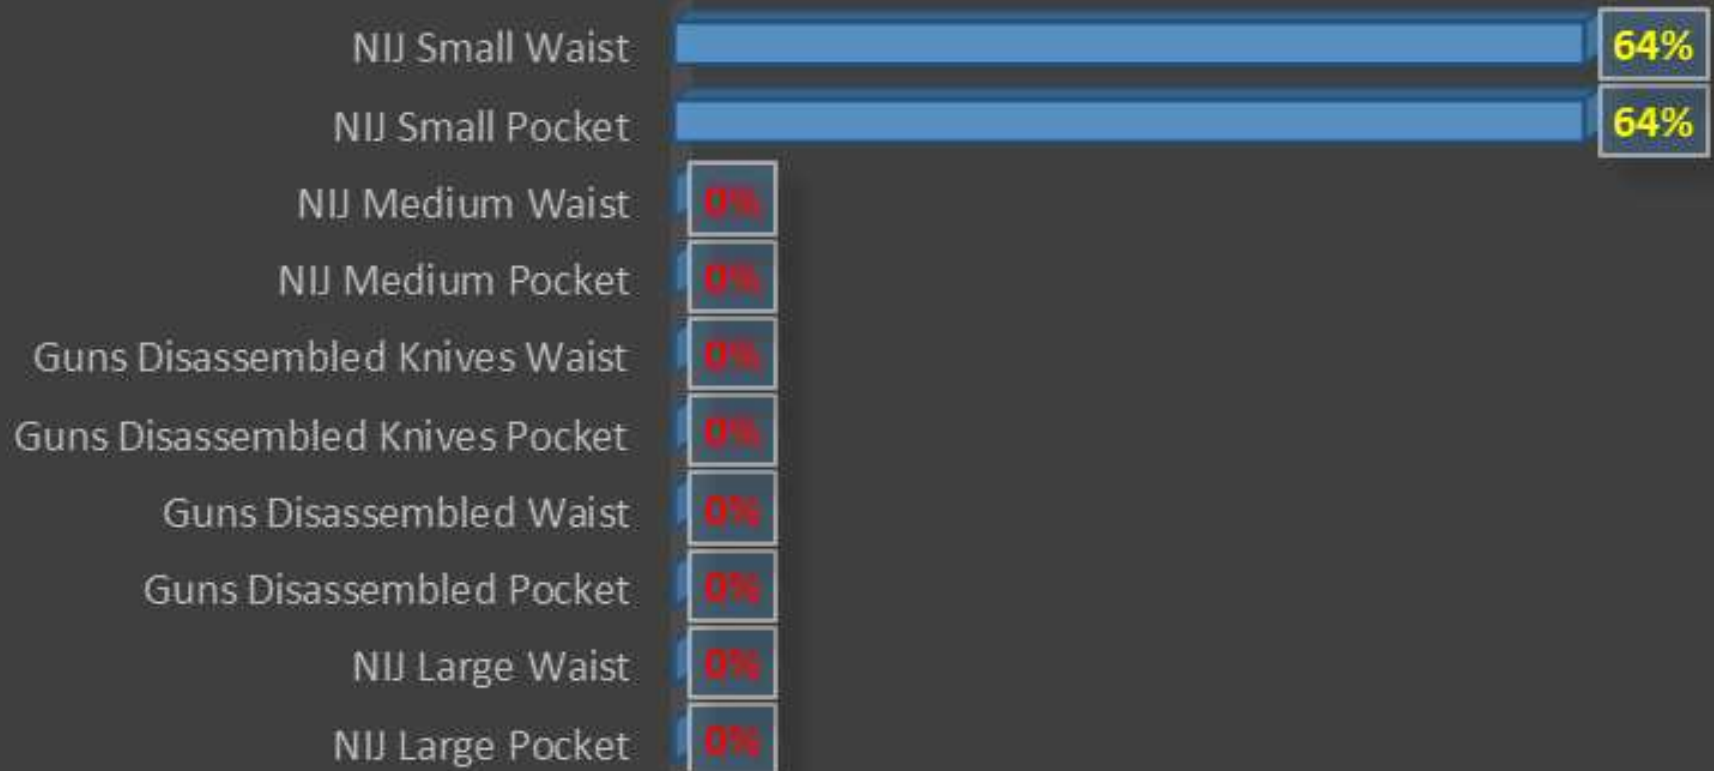 NIJ Small Waist 64%
NIJ Small Pocket 64%
NIJ Medium Waist 0%
NIJ Medium Pocket 0%
Guns Disassembled Knives Waist 0%
Guns Disassembled Knives Pocket 0%
Guns Disassembled Waist 0%
Guns Disassembled Pocket 0%
NIJ Large Waist 0%
NIJ Large Pocket 0%